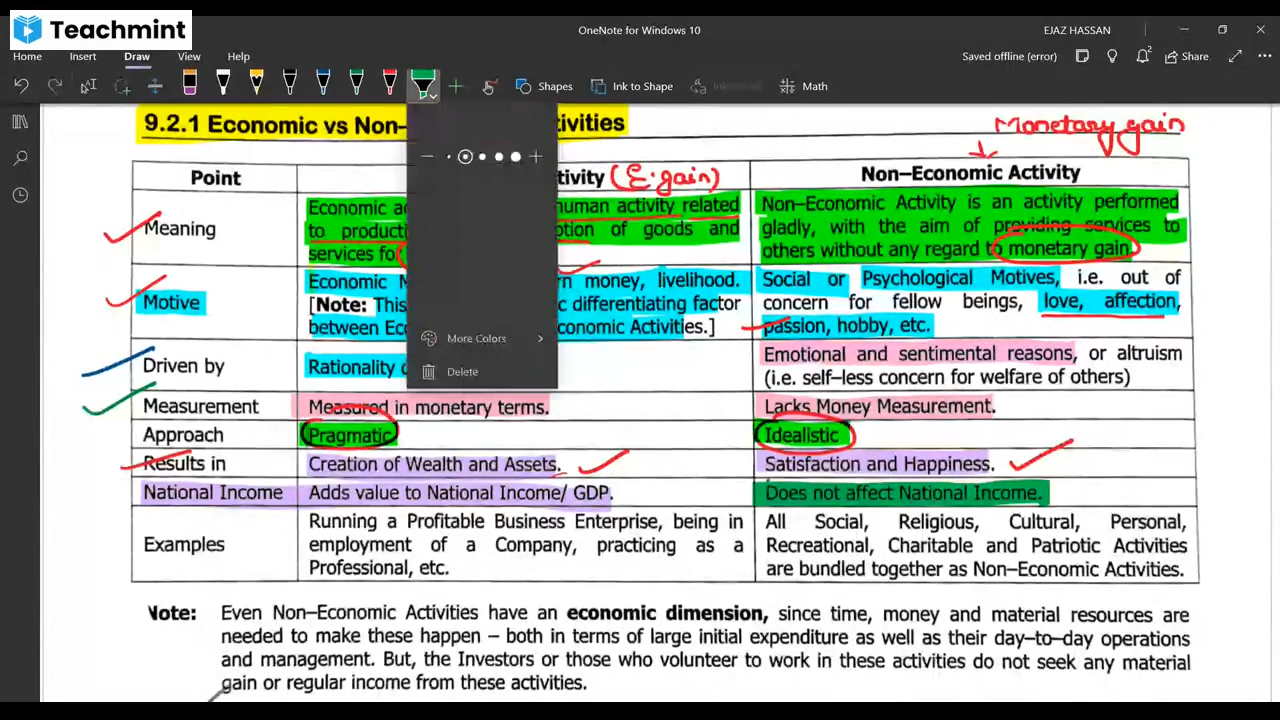 Teachmint
OneNote for Windows 10
EJAZ HASSAN
Home Insert Draw View Help
Saved offline (error)
Share
Shapes
Ink to Shape
Math
9.2.1 Economic vs Non– tivities
Monetary gain
Point
tivity (E. gain)
Non–Economic Activity
Meaning
Economic ac human activity related
to producti tion of goods and
services for
Non–Economic Activity is an activity performed
gladly, with the aim of providing services to
others without any regard to monetary gain
Motive
Economic M n money, livelihood.
[Note: This c differentiating factor
between Ec conomic Activities.]
Social or Psychological Motives, i.e. out of
concern for fellow beings, love, affection,
passion, hobby, etc.
More Colors
Delete
Driven by
Rationality
Emotional and sentimental reasons, or altruism
(i.e. self–less concern for welfare of others)
Measurement
Measured in monetary terms.
Lacks Money Measurement.
Approach
Pragmatic
Idealistic
Results in
Creation of Wealth and Assets.
Satisfaction and Happiness.
National Income
Adds value to National Income/ GDP.
Does not affect National Income.
Examples
Running a Profitable Business Enterprise, being in
employment of a Company, practicing as a
Professional, etc.
All Social, Religious, Cultural, Personal,
Recreational, Charitable and Patriotic Activities
are bundled together as Non–Economic Activities.
Note: Even Non–Economic Activities have an economic dimension, since time, money and material resources are
needed to make these happen – both in terms of large initial expenditure as well as their day–to–day operations
and management. But, the Investors or those who volunteer to work in these activities do not seek any material
gain or regular income from these activities.